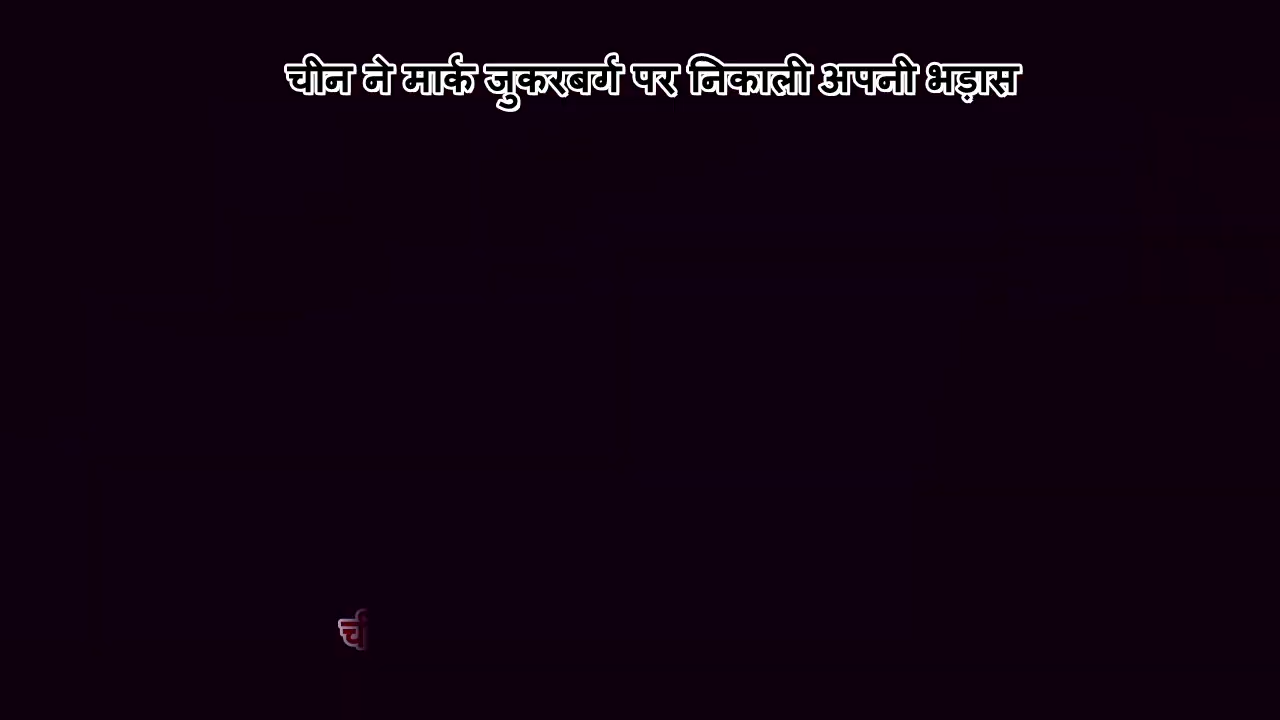 चीन ने मार्क जुकरबर्ग पर निकाली अपनी भड़ास